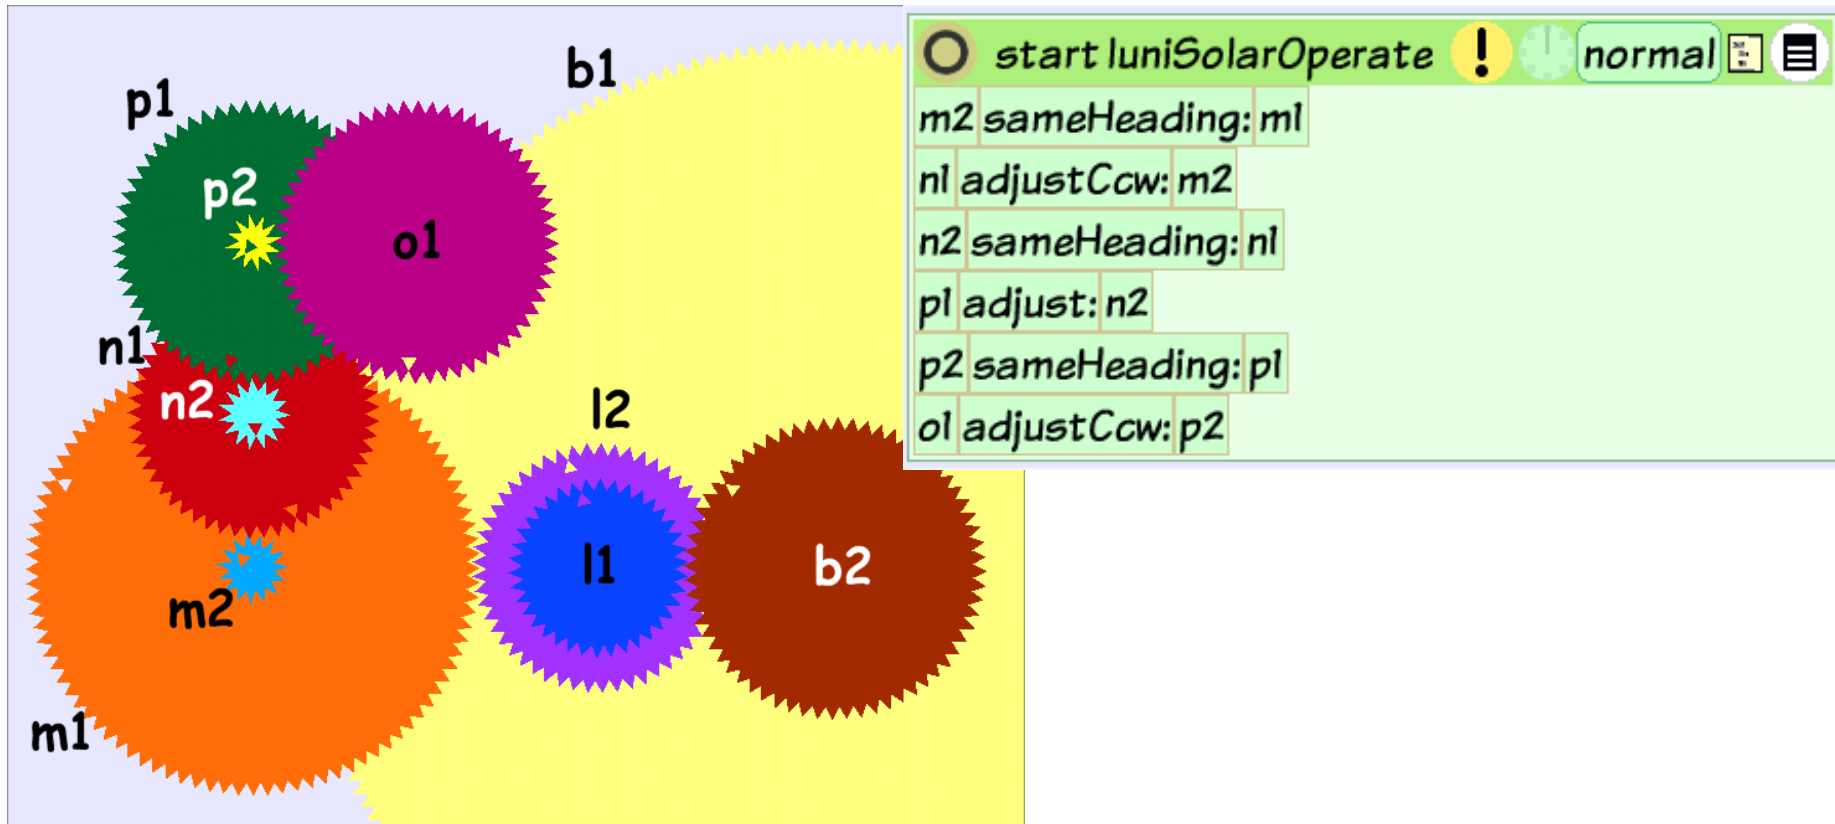 start luniSolarOperate ! normal
m2 sameHeading: m1
n1 adjustCcw: m2
n2 sameHeading: n1
p1 adjust: n2
p2 sameHeading: p1
o1 adjustCcw: p2
b1
p1
p2
o1
n1
n2
l2
l1
b2
m2
m1